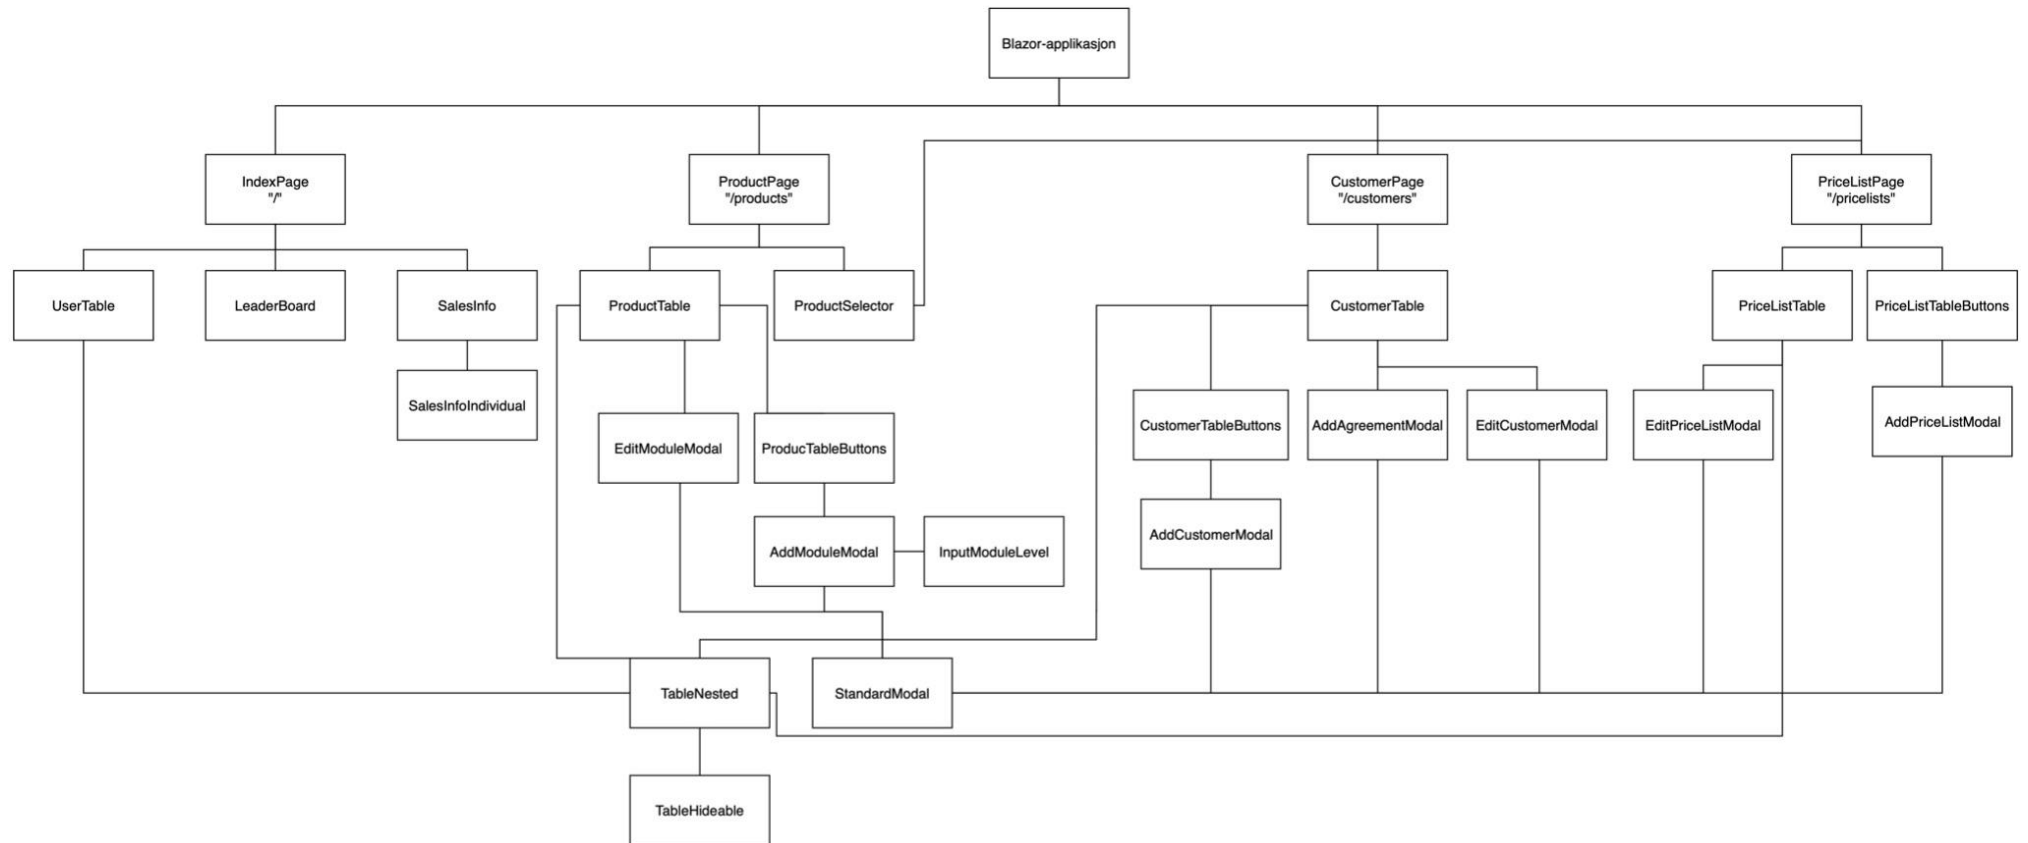 Blazor-applikasjon
IndexPage
"/"
ProductPage
"/products"
CustomerPage
"/customers"
PriceListPage
"/pricelists"
UserTable
LeaderBoard
SalesInfo
ProductTable
ProductSelector
CustomerTable
PriceListTable
PriceListTableButtons
SalesInfoIndividual
EditModuleModal
ProducTableButtons
CustomerTableButtons
AddAgreementModal
EditCustomerModal
EditPriceListModal
AddPriceListModal
AddModuleModal
InputModuleLevel
AddCustomerModal
TableNested
StandardModal
TableHideable